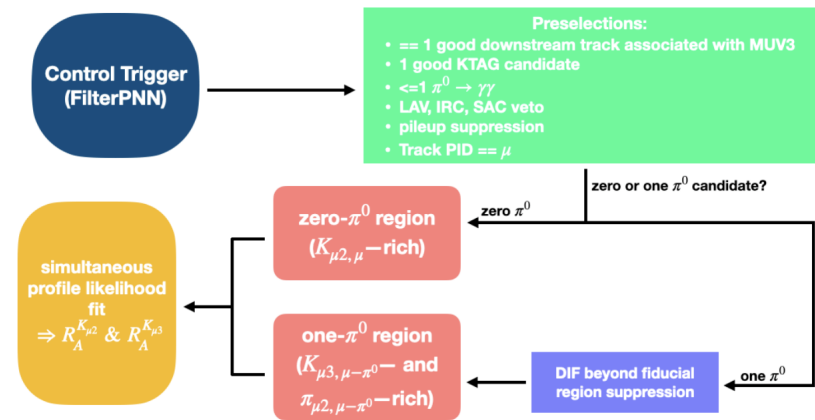 Control Trigger
(FilterPNN)
Preselections:
• == 1 good downstream track associated with MUV3
• 1 good KTAG candidate
• <=1 π⁰ → γγ
• LAV, IRC, SAC veto
• pileup suppression
• Track PID == μ
zero or one π⁰ candidate?
zero π⁰
zero-π⁰ region
(K_{μ2, μ}−rich)
simultaneous
profile likelihood
fit
⇒ R_A^{K_{μ2}} & R_A^{K_{μ3}}
one-π⁰ region
(K_{μ3, μ−π⁰}− and
π_{μ2, μ−π⁰}−rich)
DIF beyond fiducial
region suppression
one π⁰